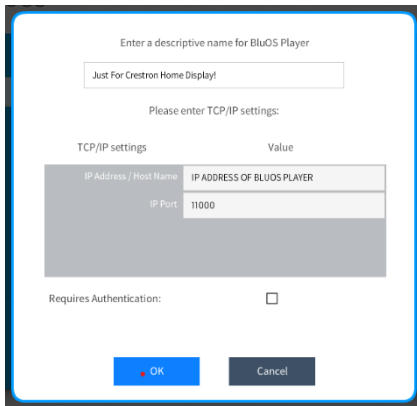 Enter a descriptive name for BluOS Player
Just For Crestron Home Display!
Please enter TCP/IP settings:
TCP/IP settings Value
IP Address / Host Name IP ADDRESS OF BLUOS PLAYER
IP Port 11000
Requires Authentication:
OK Cancel